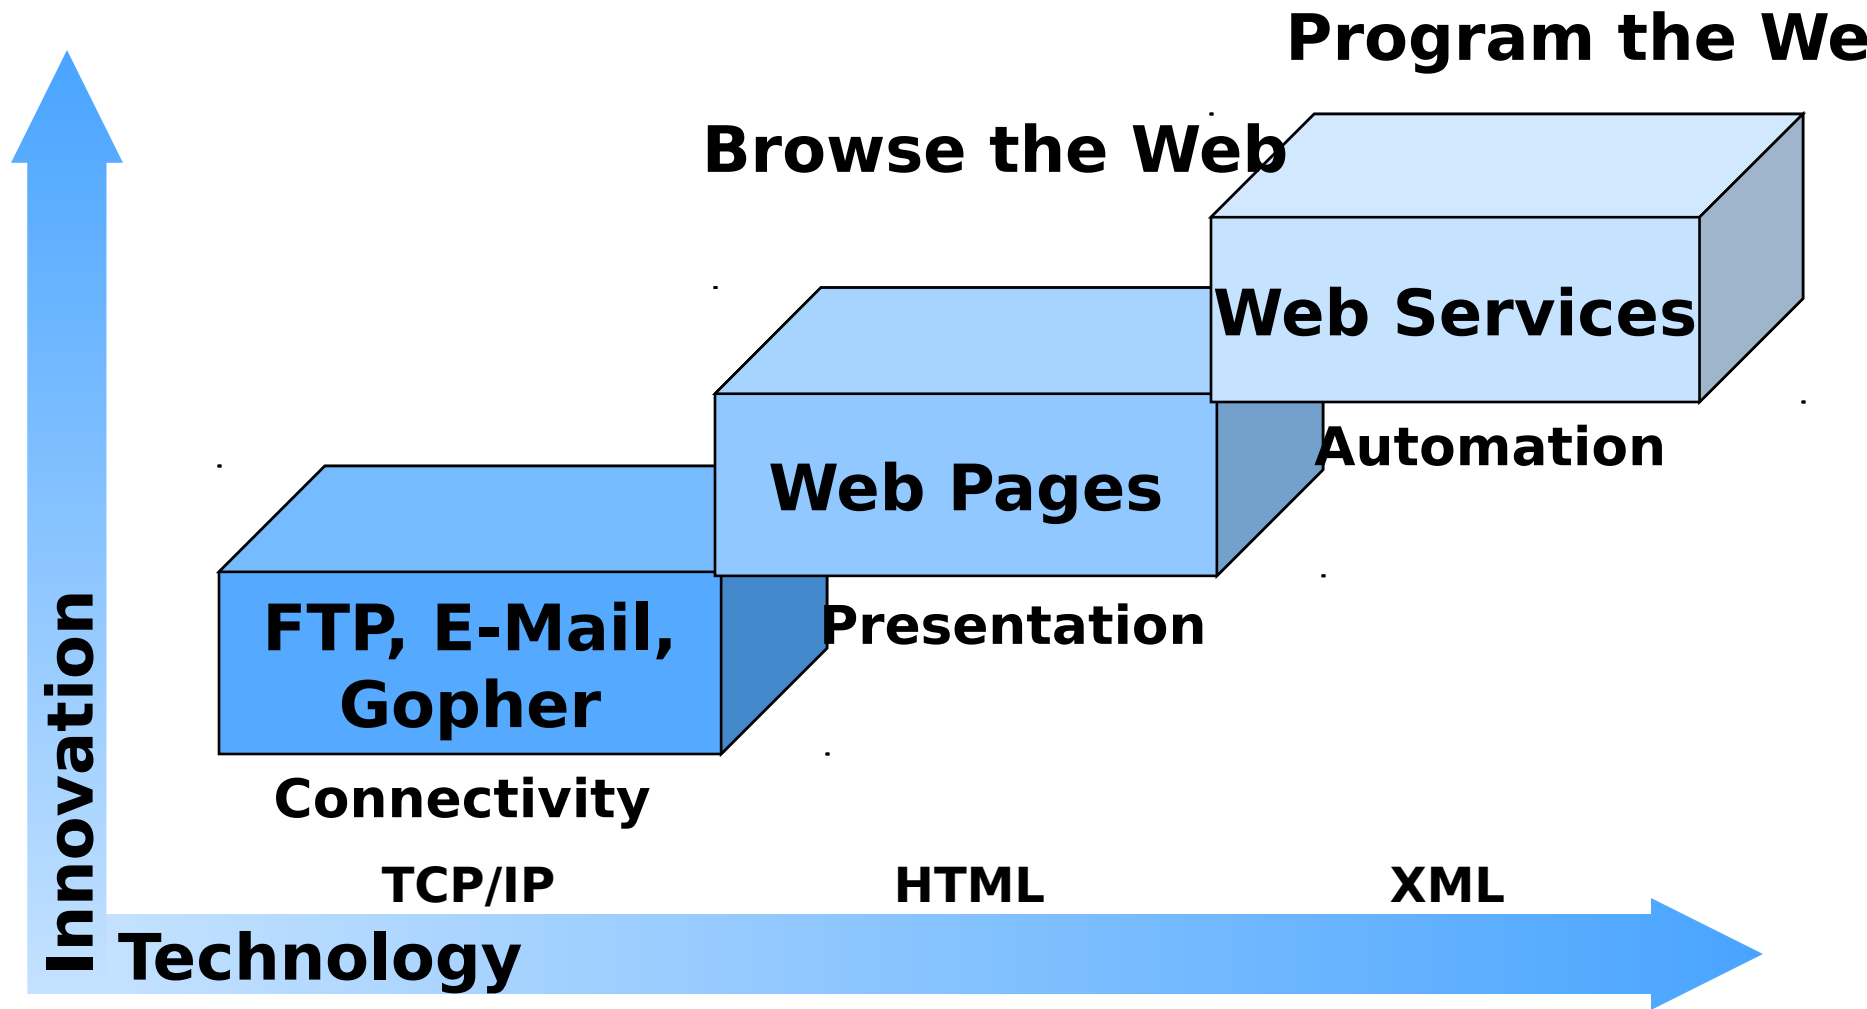 Program the We
Browse the Web
Web Services
Automation
Web Pages
Presentation
FTP, E-Mail,
Gopher
Connectivity
TCP/IP
HTML
XML
Innovation
Technology